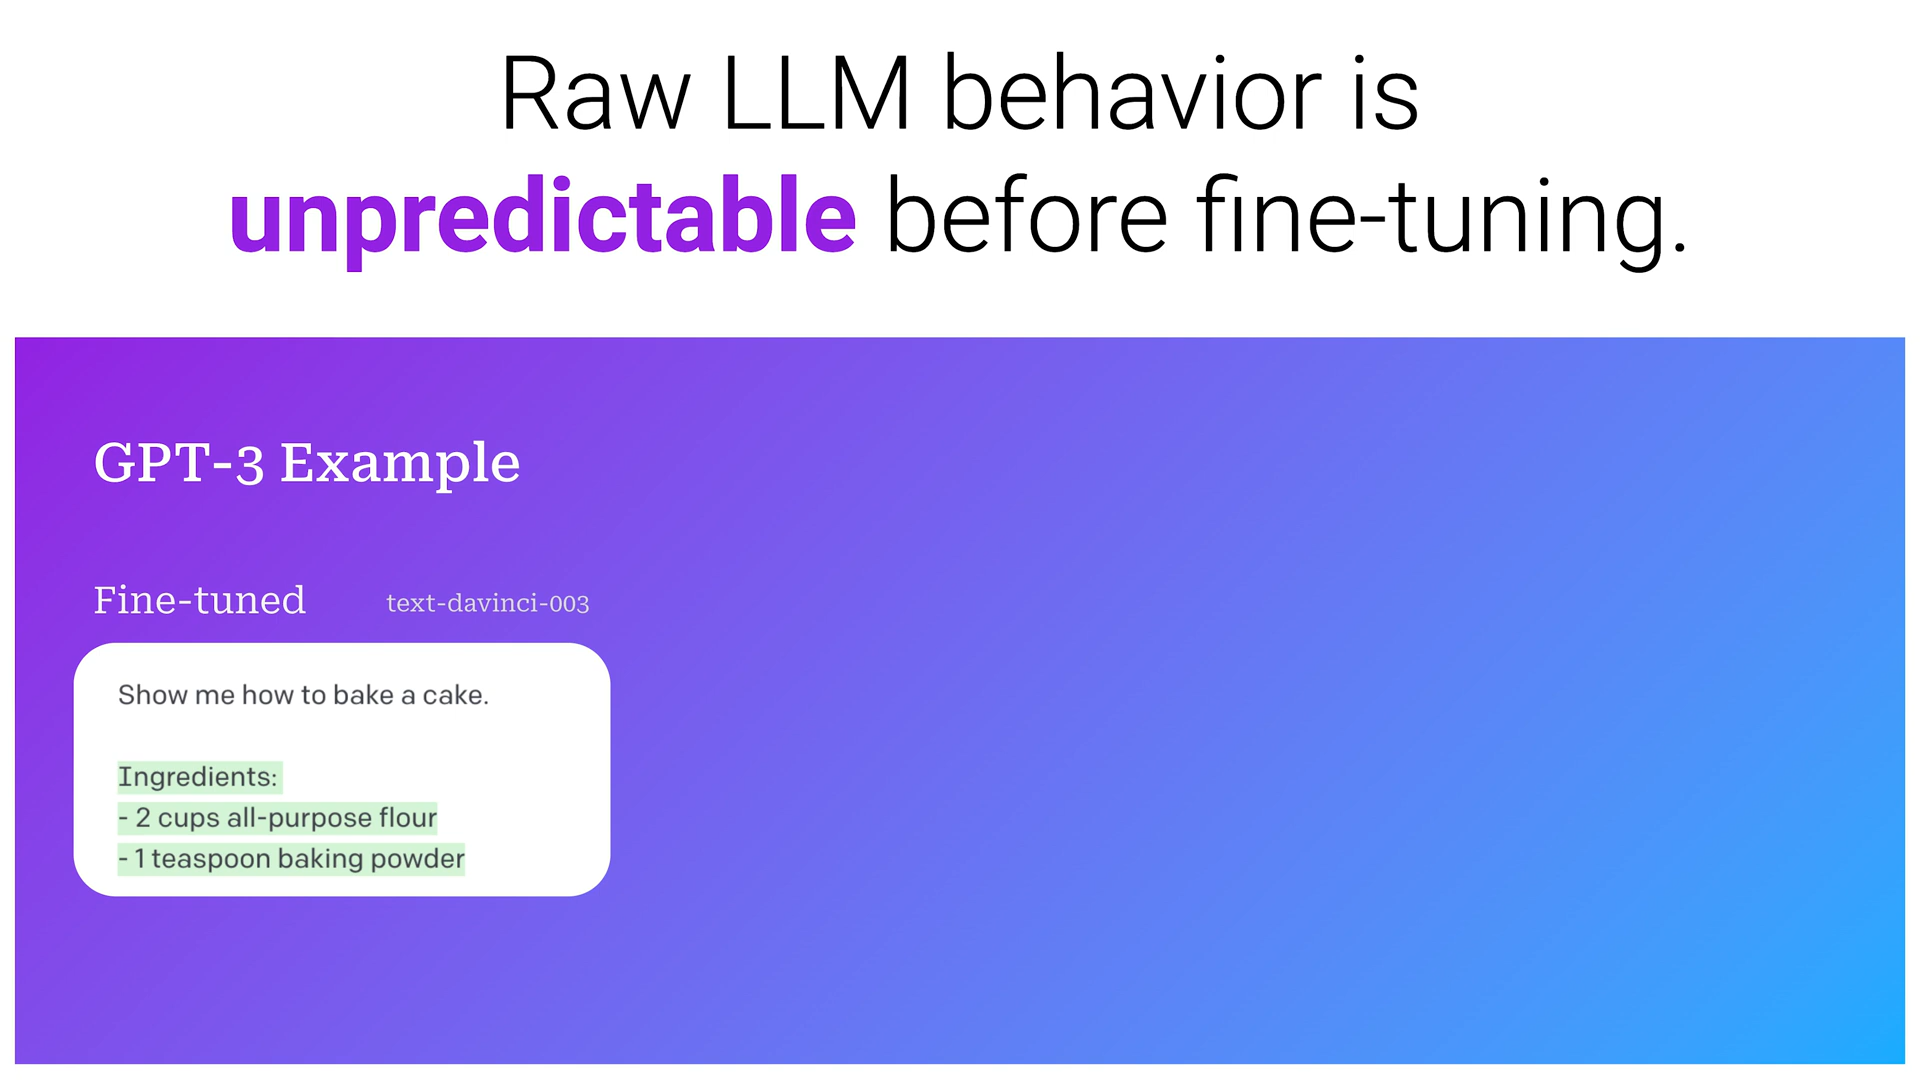 Raw LLM behavior is
unpredictable before fine-tuning.
GPT-3 Example
Fine-tuned text-davinci-003
Show me how to bake a cake.
Ingredients:
- 2 cups all-purpose flour
- 1 teaspoon baking powder